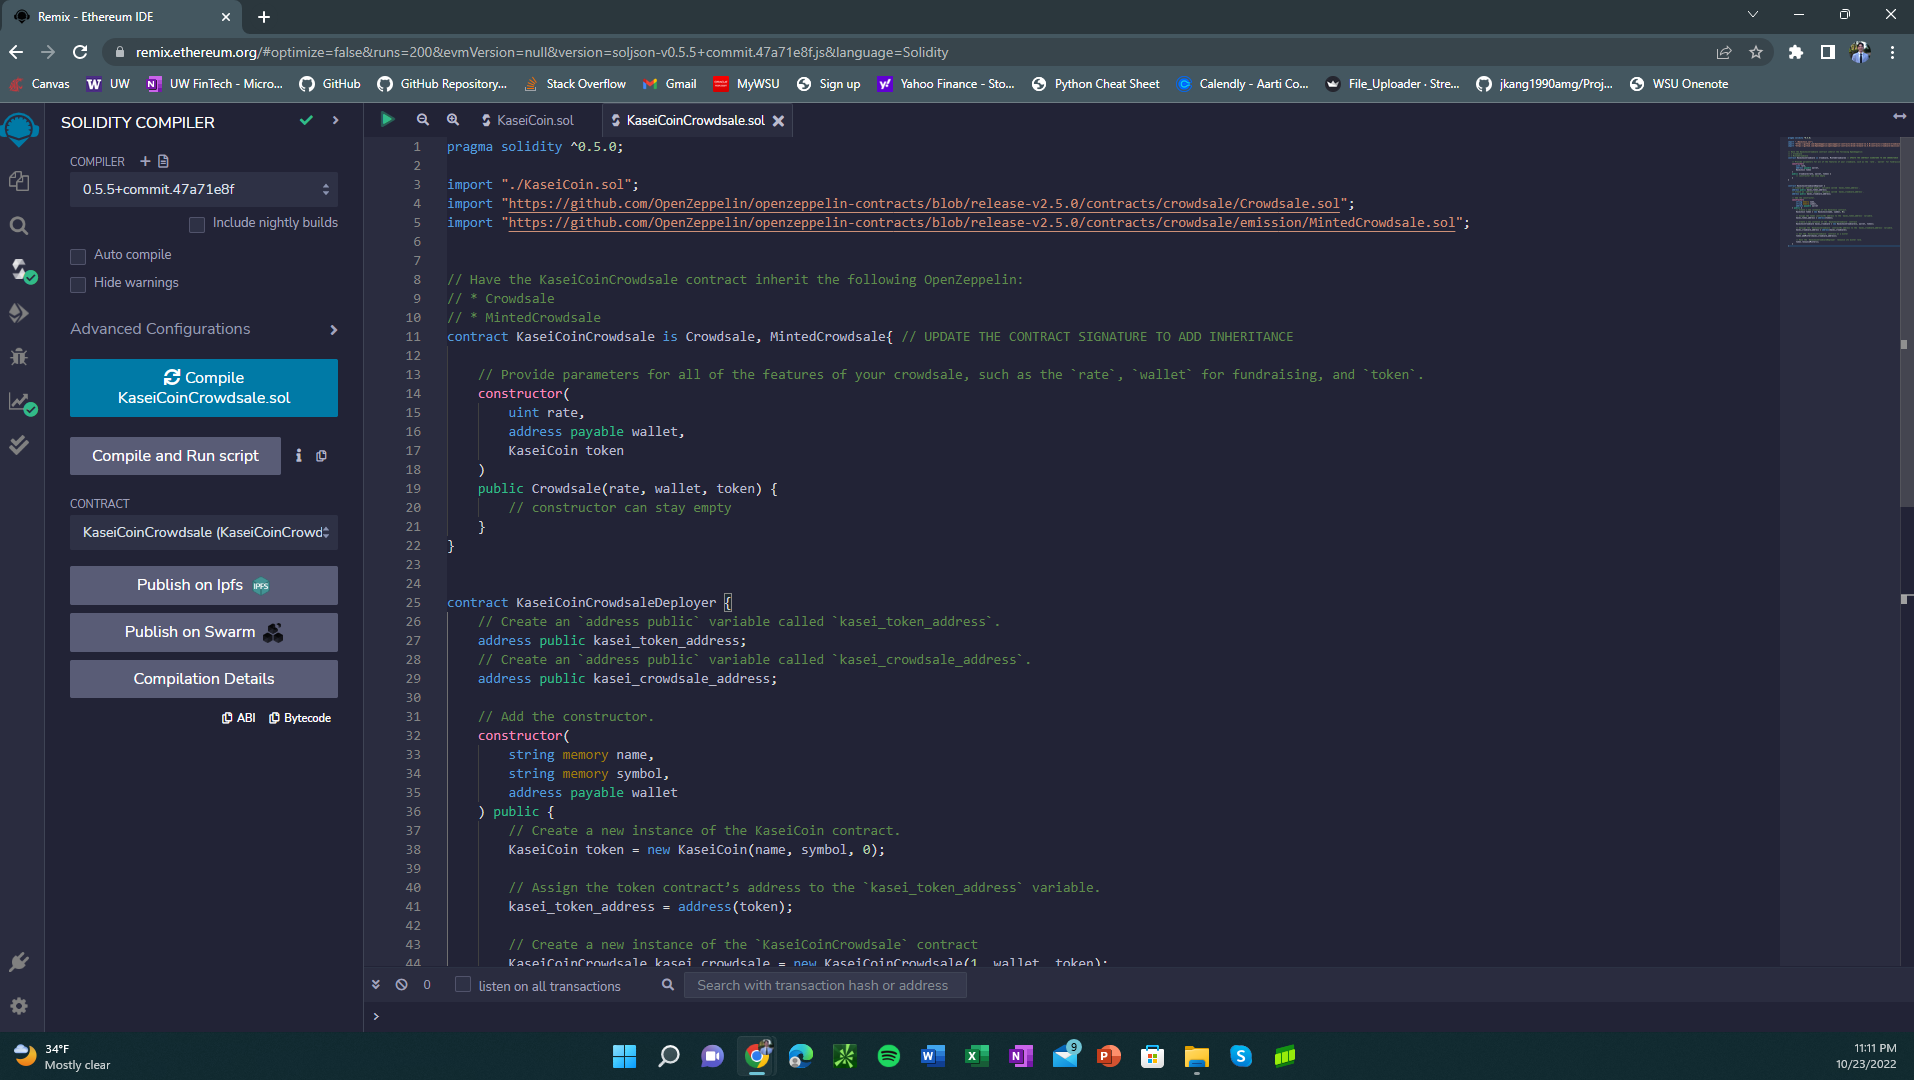 Remix - Ethereum IDE
remix.ethereum.org/#optimize=false&runs=200&evmVersion=null&version=soljson-v0.5.5+commit.47a71e8f.js&language=Solidity
Canvas
UW
UW FinTech - Micro...
GitHub
GitHub Repository...
Stack Overflow
Gmail
MyWSU
Sign up
Yahoo Finance - Sto...
Python Cheat Sheet
Calendly - Aarti Co...
File_Uploader · Stre...
jkang1990amg/Proj...
WSU Onenote
SOLIDITY COMPILER
COMPILER
0.5.5+commit.47a71e8f
Include nightly builds
Auto compile
Hide warnings
Advanced Configurations
Compile
KaseiCoinCrowdsale.sol
Compile and Run script
CONTRACT
KaseiCoinCrowdsale (KaseiCoinCrowd
Publish on Ipfs
IPFS
Publish on Swarm
Compilation Details
ABI
Bytecode
KaseiCoin.sol
KaseiCoinCrowdsale.sol
1 pragma solidity ^0.5.0;
2
3 import "./KaseiCoin.sol";
4 import "https://github.com/OpenZeppelin/openzeppelin-contracts/blob/release-v2.5.0/contracts/crowdsale/Crowdsale.sol";
5 import "https://github.com/OpenZeppelin/openzeppelin-contracts/blob/release-v2.5.0/contracts/crowdsale/emission/MintedCrowdsale.sol";
6
7
8 // Have the KaseiCoinCrowdsale contract inherit the following OpenZeppelin:
9 // * Crowdsale
10 // * MintedCrowdsale
11 contract KaseiCoinCrowdsale is Crowdsale, MintedCrowdsale{ // UPDATE THE CONTRACT SIGNATURE TO ADD INHERITANCE
12
13 // Provide parameters for all of the features of your crowdsale, such as the `rate`, `wallet` for fundraising, and `token`.
14 constructor(
15 uint rate,
16 address payable wallet,
17 KaseiCoin token
18 )
19 public Crowdsale(rate, wallet, token) {
20 // constructor can stay empty
21 }
22 }
23
24
25 contract KaseiCoinCrowdsaleDeployer {
26 // Create an `address public` variable called `kasei_token_address`.
27 address public kasei_token_address;
28 // Create an `address public` variable called `kasei_crowdsale_address`.
29 address public kasei_crowdsale_address;
30
31 // Add the constructor.
32 constructor(
33 string memory name,
34 string memory symbol,
35 address payable wallet
36 ) public {
37 // Create a new instance of the KaseiCoin contract.
38 KaseiCoin token = new KaseiCoin(name, symbol, 0);
39
40 // Assign the token contract’s address to the `kasei_token_address` variable.
41 kasei_token_address = address(token);
42
43 // Create a new instance of the `KaseiCoinCrowdsale` contract
44 KaseiCoinCrowdsale kasei_crowdsale = new KaseiCoinCrowdsale(1, wallet, token);
0
listen on all transactions
Search with transaction hash or address
>
34°F
Mostly clear
9
11:11 PM
10/23/2022